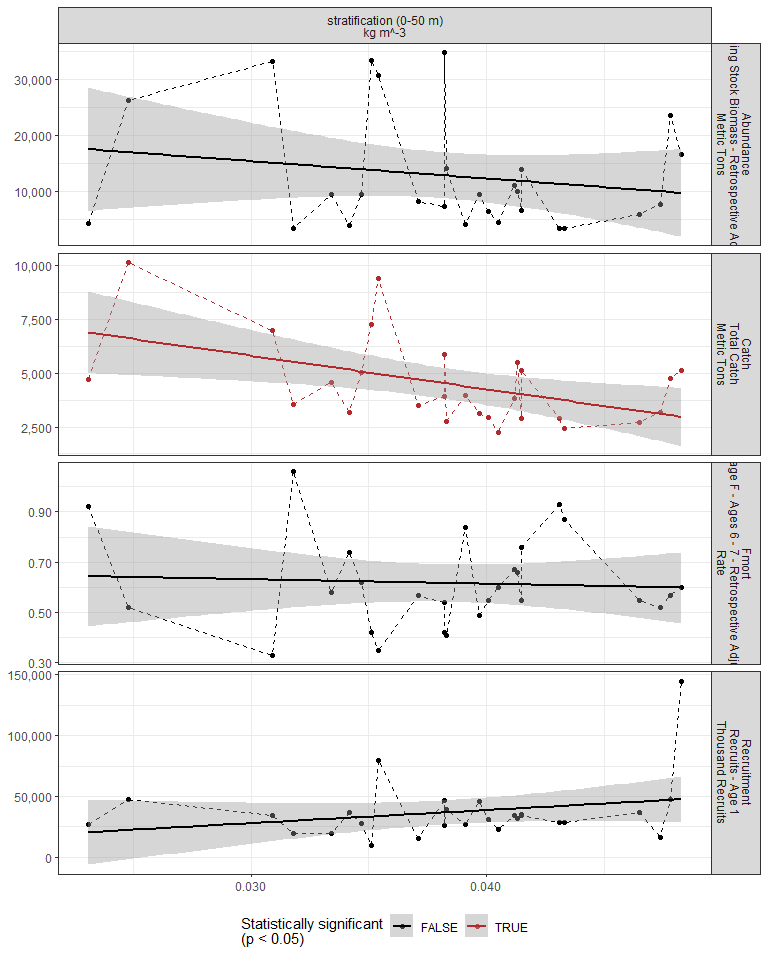 stratification (0-50 m)
kg m^-3
30,000
20,000
10,000
Abundance
ing Stock Biomass - Retrospective
Metric Tons
10,000
7,500
5,000
2,500
Catch
Total Catch
Metric Tons
0.90
0.70
0.50
0.30
Fmort
F - Ages 6 - 7 - Retrospective
Rate
150,000
100,000
50,000
0
Recruitment
Recruits - Age 1
Thousand Recruits
0.030
0.040
Statistically significant
(p < 0.05)
FALSE
TRUE